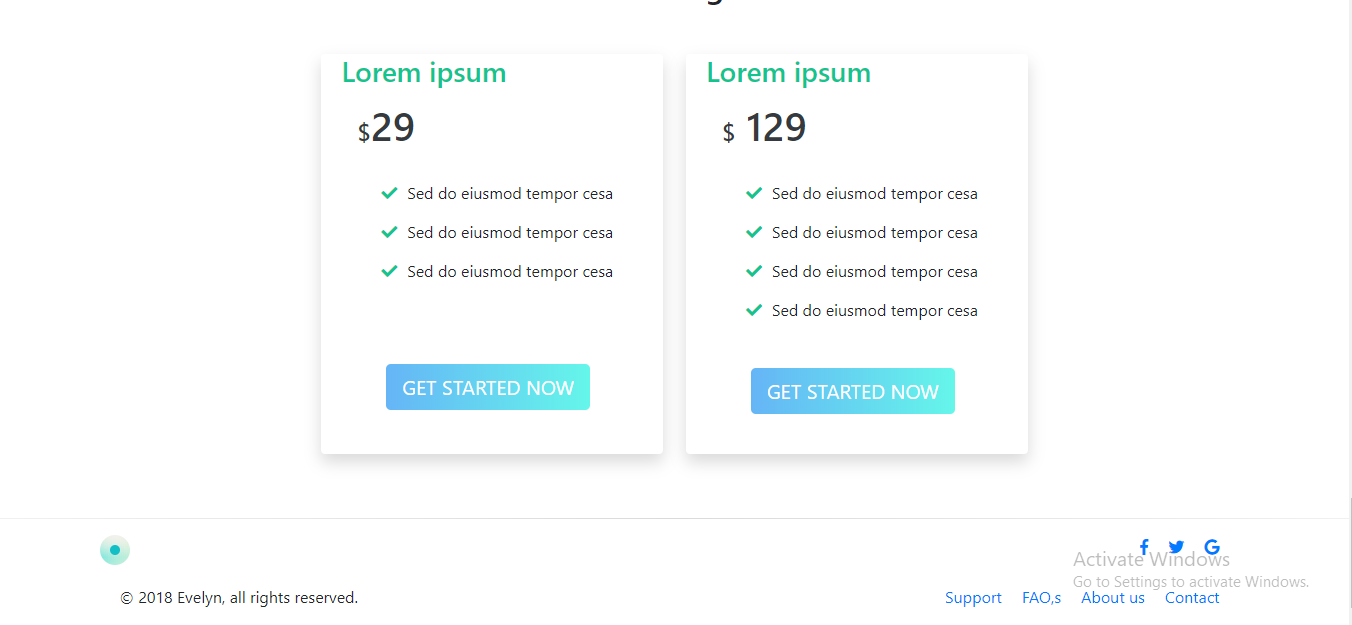 Lorem ipsum
$29
Sed do eiusmod tempor cesa
Sed do eiusmod tempor cesa
Sed do eiusmod tempor cesa
GET STARTED NOW
Lorem ipsum
$ 129
Sed do eiusmod tempor cesa
Sed do eiusmod tempor cesa
Sed do eiusmod tempor cesa
Sed do eiusmod tempor cesa
GET STARTED NOW
Activate Windows
Go to Settings to activate Windows.
© 2018 Evelyn, all rights reserved.
Support FAO,s About us Contact